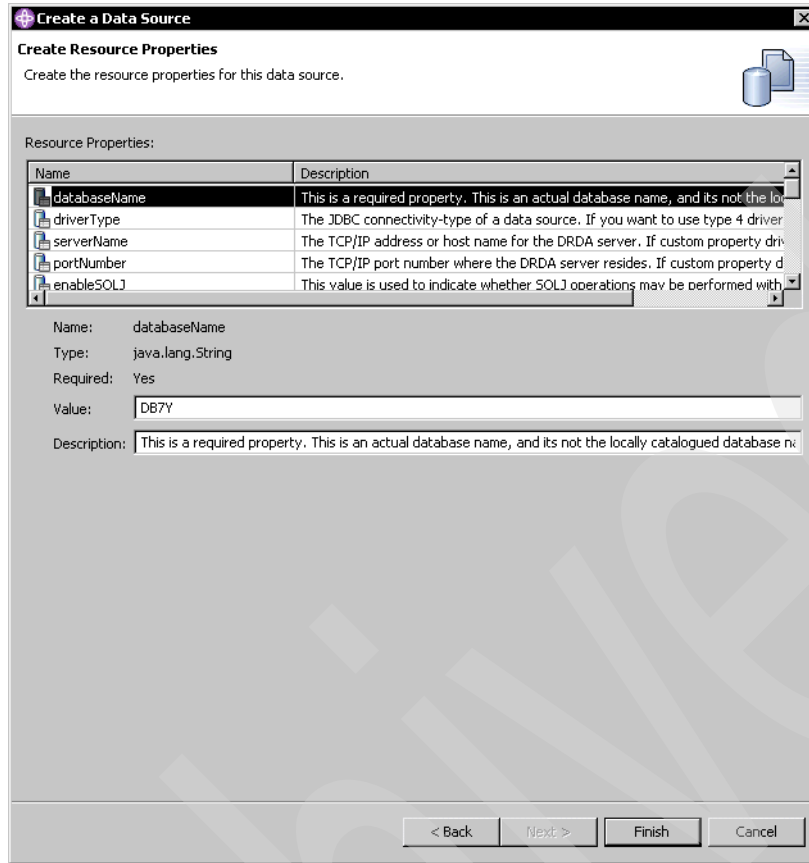 Create a Data Source
Create Resource Properties
Create the resource properties for this data source.
Resource Properties:
Name Description
databaseName This is a required property. This is an actual database name, and its not the loc
driverType The JDBC connectivity-type of a data source. If you want to use type 4 driver
serverName The TCP/IP address or host name for the DRDA server. If custom property driv
portNumber The TCP/IP port number where the DRDA server resides. If custom property d
enableSQLJ This value is used to indicate whether SQLJ operations may be performed with
Name: databaseName
Type: java.lang.String
Required: Yes
Value: DB7Y
Description: This is a required property. This is an actual database name, and its not the locally catalogued database na
< Back Next > Finish Cancel